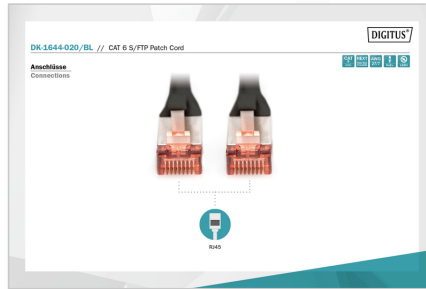 DIGITUS®
DK-1644-020/BL // CAT 6 S/FTP Patch Cord
Anschlüsse
Connections
RJ45